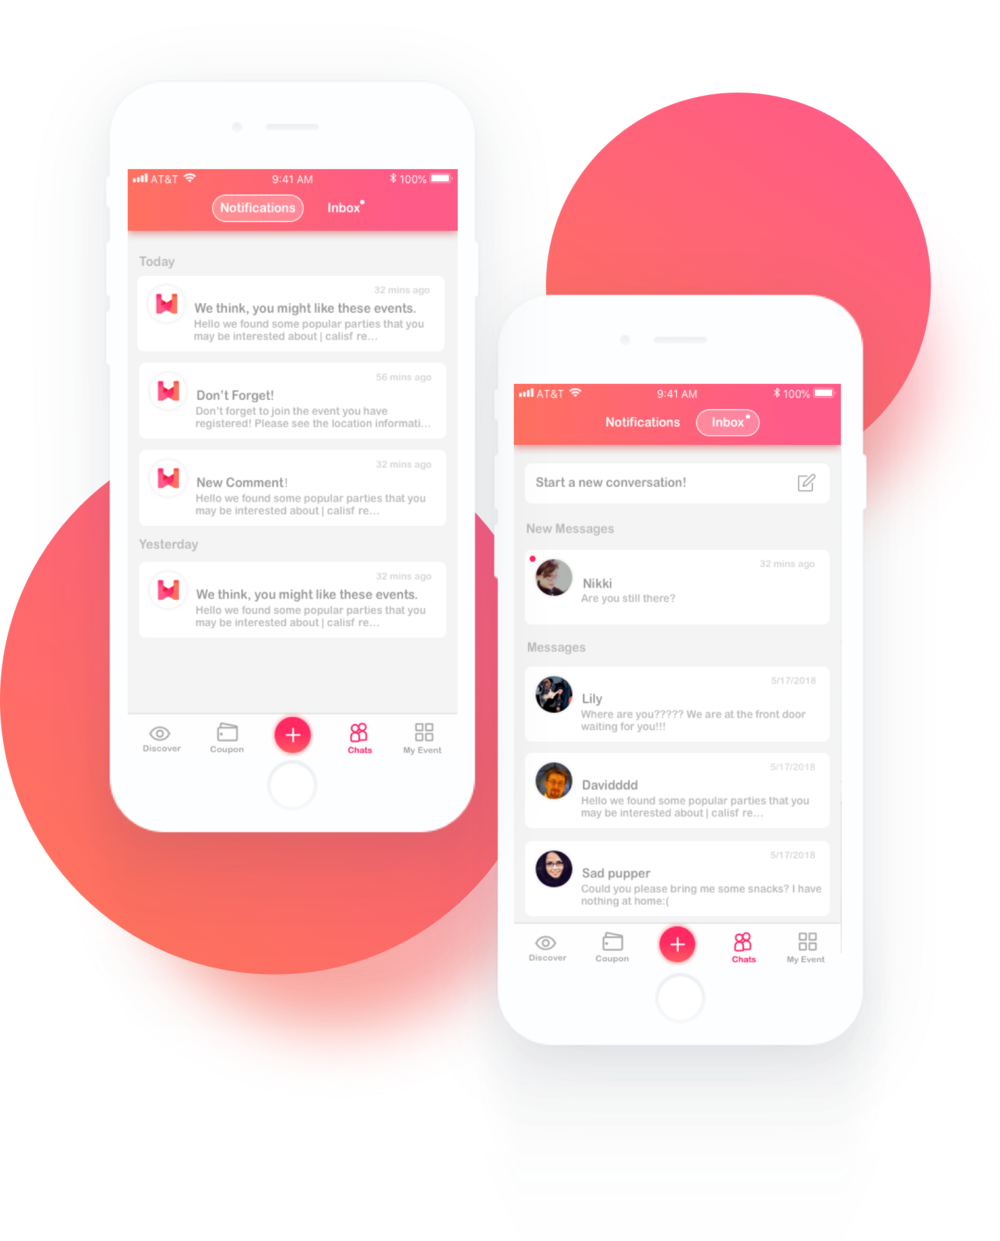 AT&T 9:41 AM 100%
Notifications Inbox
Today
32 mins ago
We think, you might like these events.
Hello we found some popular parties that you
may be interested about | calisf re...
56 mins ago
Don't Forget!
Don't forget to join the event you have
registered! Please see the location informati...
32 mins ago
New Comment!
Hello we found some popular parties that you
may be interested about | calisf re...
Yesterday
32 mins ago
We think, you might like these events.
Hello we found some popular parties that you
may be interested about | calisf re...
Discover Coupon Chats My Event
AT&T 9:41 AM 100%
Notifications Inbox
Start a new conversation!
New Messages
32 mins ago
Nikki
Are you still there?
Messages
5/17/2018
Lily
Where are you????? We are at the front door
waiting for you!!!
5/17/2018
Davidddd
Hello we found some popular parties that you
may be interested about | calisf re...
5/17/2018
Sad pupper
Could you please bring me some snacks? I have
nothing at home:(
Discover Coupon Chats My Event